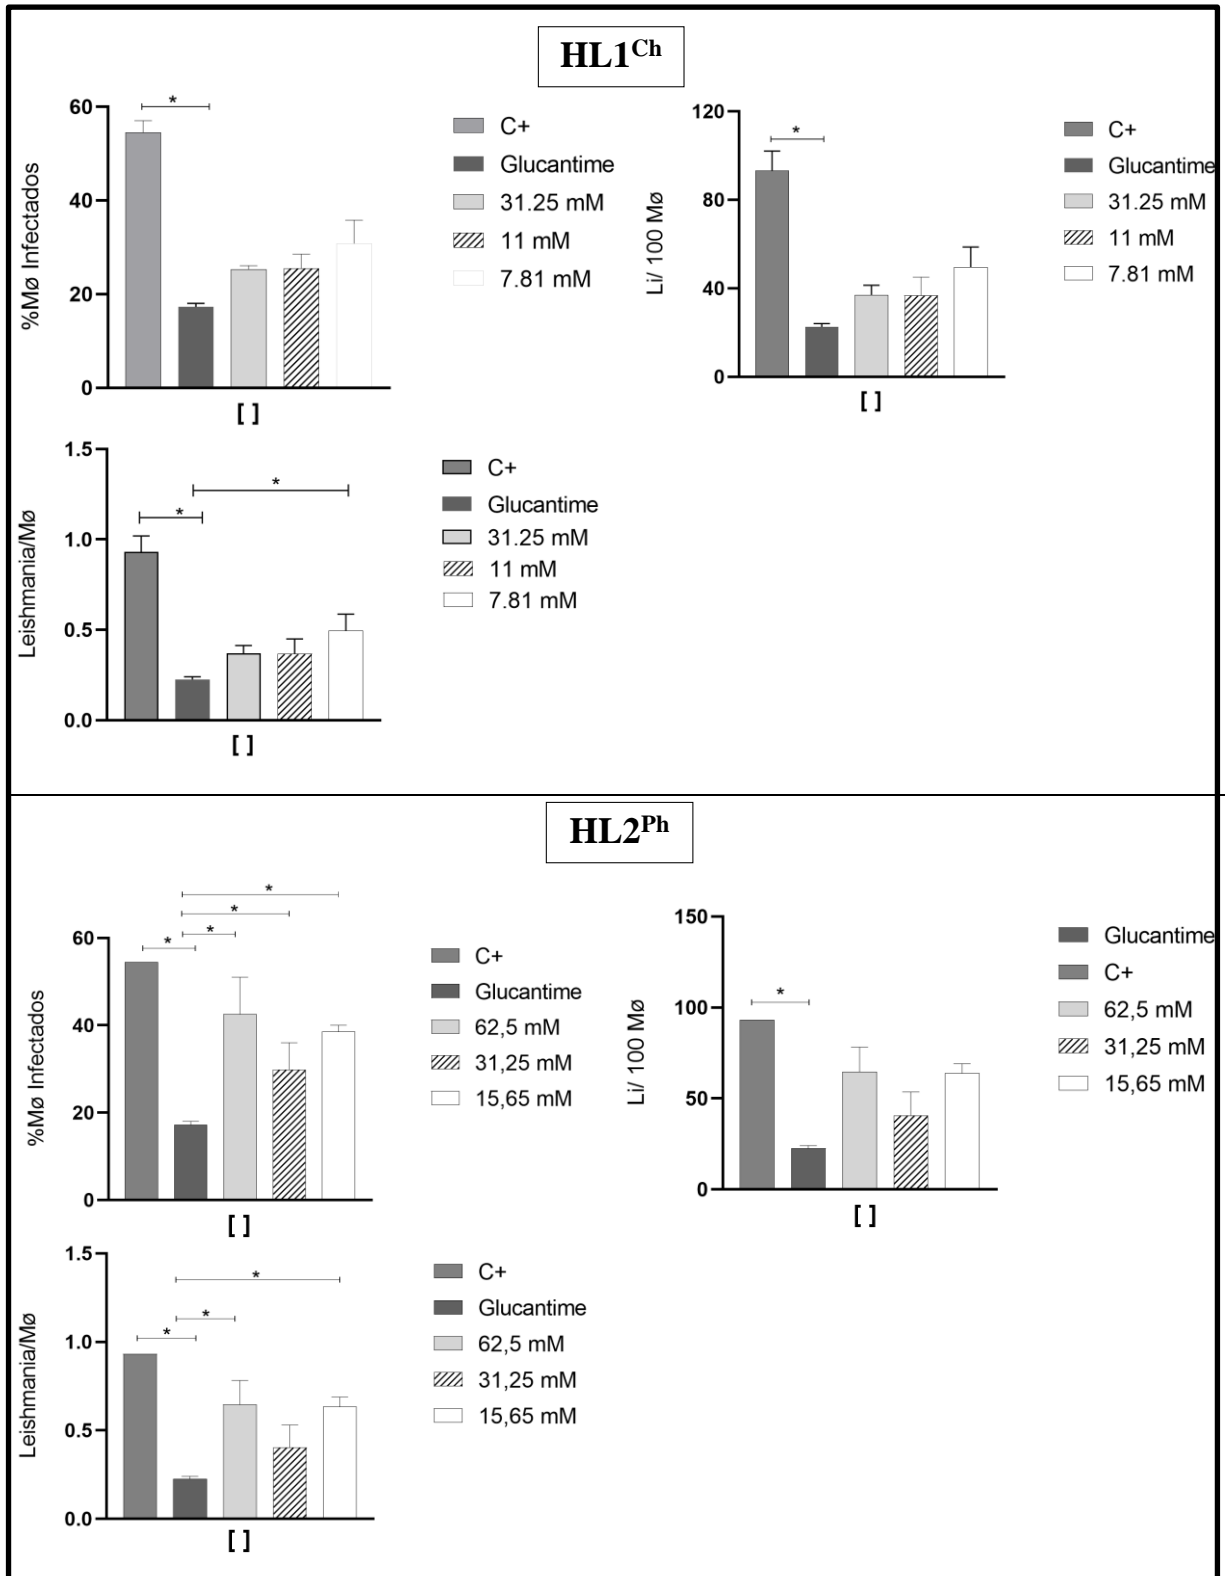 HL1Ch
*
60
40
20
0
%Mø Infectados
[ ]
C+
Glucantime
31.25 mM
11 mM
7.81 mM
*
120
80
40
0
Li/ 100 Mø
[ ]
C+
Glucantime
31.25 mM
11 mM
7.81 mM
*
*
1.5
1.0
0.5
0.0
Leishmania/Mø
[ ]
C+
Glucantime
31.25 mM
11 mM
7.81 mM
HL2Ph
*
*
*
*
60
40
20
0
%Mø Infectados
[ ]
C+
Glucantime
62,5 mM
31,25 mM
15,65 mM
*
150
100
50
0
Li/ 100 Mø
[ ]
Glucantime
C+
62,5 mM
31,25 mM
15,65 mM
*
*
*
1.5
1.0
0.5
0.0
Leishmania/Mø
[ ]
C+
Glucantime
62,5 mM
31,25 mM
15,65 mM